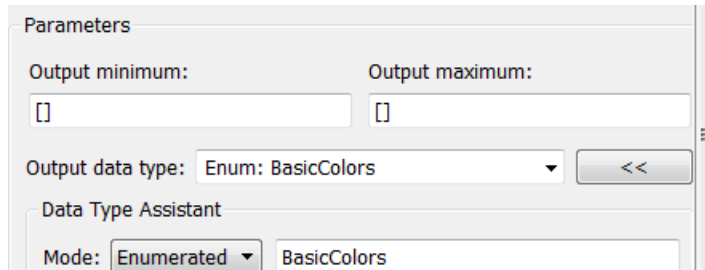 Parameters
Output minimum: Output maximum:
[] []
Output data type: Enum: BasicColors <<
Data Type Assistant
Mode: Enumerated BasicColors